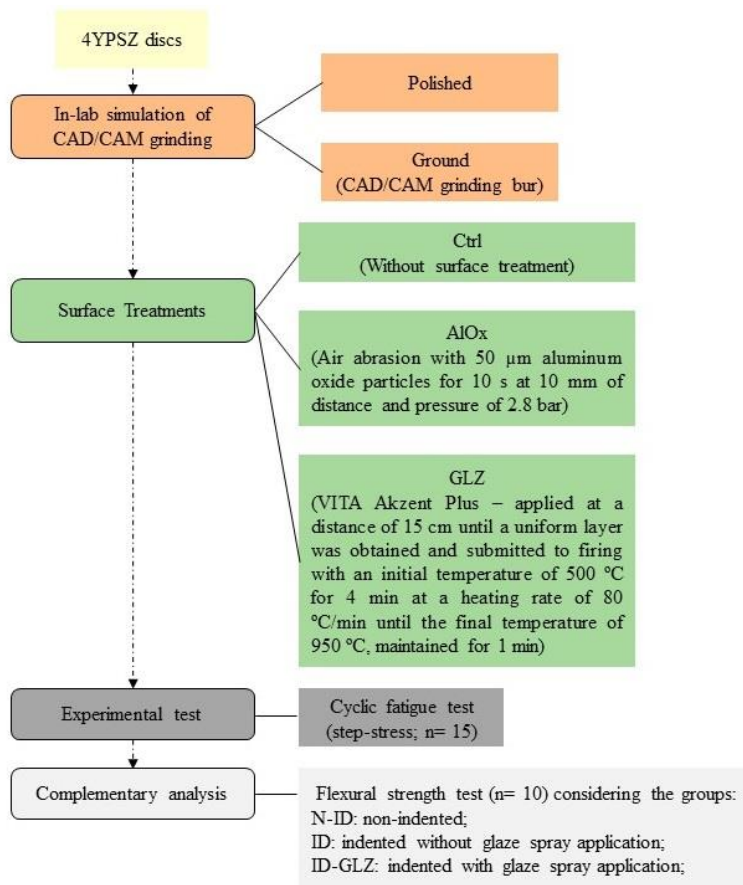 4YPSZ discs
In-lab simulation of
CAD/CAM grinding
Polished
Ground
(CAD/CAM grinding bur)
Surface Treatments
Ctrl
(Without surface treatment)
AlOx
(Air abrasion with 50 µm aluminum
oxide particles for 10 s at 10 mm of
distance and pressure of 2.8 bar)
GLZ
(VITA Akzent Plus – applied at a
distance of 15 cm until a uniform layer
was obtained and submitted to firing
with an initial temperature of 500 ºC
for 4 min at a heating rate of 80
ºC/min until the final temperature of
950 ºC, maintained for 1 min)
Experimental test
Cyclic fatigue test
(step-stress; n= 15)
Complementary analysis
Flexural strength test (n= 10) considering the groups:
N-ID: non-indented;
ID: indented without glaze spray application;
ID-GLZ: indented with glaze spray application;